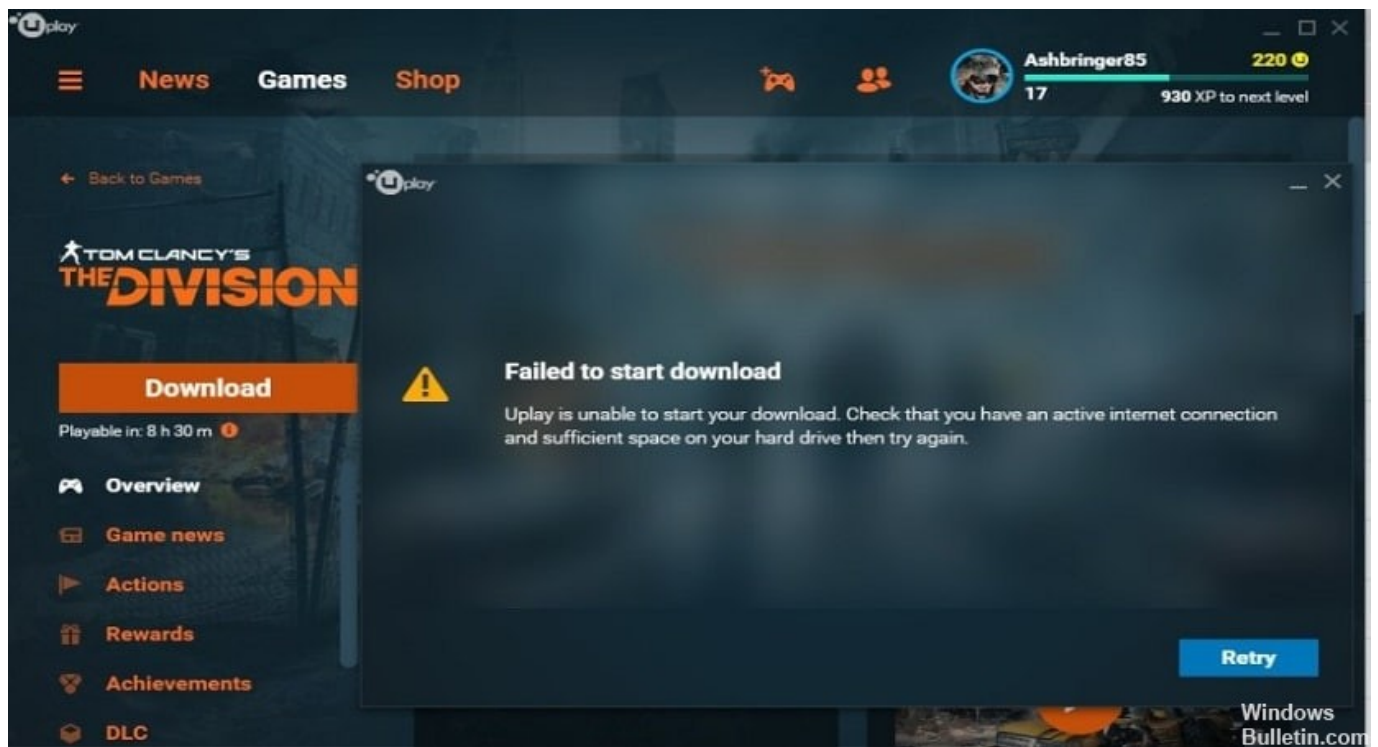 Uplay
News Games Shop
Ashbringer85 220
17 930 XP to next level
Back to Games
Uplay
TOM CLANCY'S
THE DIVISION
Download
Playable in: 8 h 30 m
Failed to start download
Uplay is unable to start your download. Check that you have an active internet connection
and sufficient space on your hard drive then try again.
Overview
Game news
Actions
Rewards
Achievements
DLC
Retry
Windows
Bulletin.com